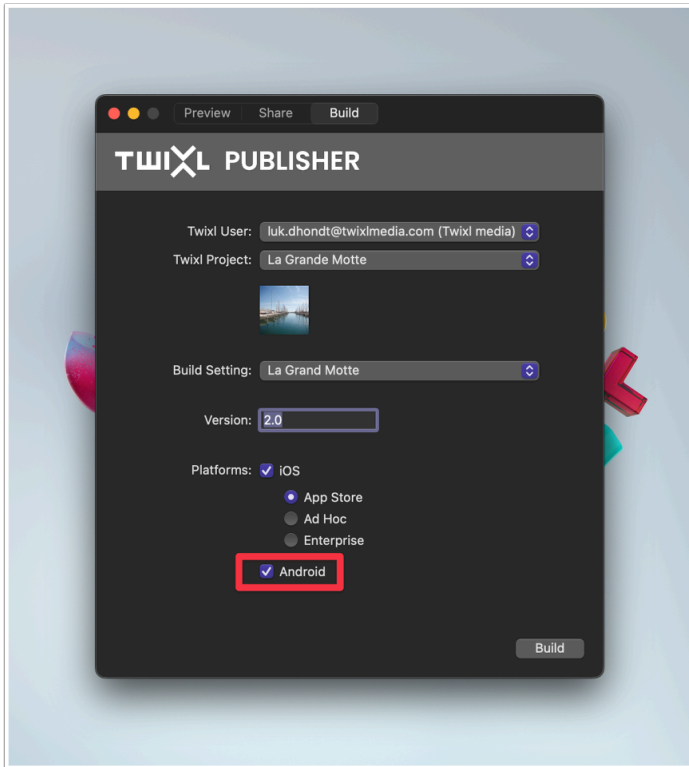 Preview Share Build
TWIXL PUBLISHER
Twixl User: luk.dhondt@twixlmedia.com (Twixl media)
Twixl Project: La Grande Motte
Build Setting: La Grand Motte
Version: 2.0
Platforms: iOS
App Store
Ad Hoc
Enterprise
Android
Build